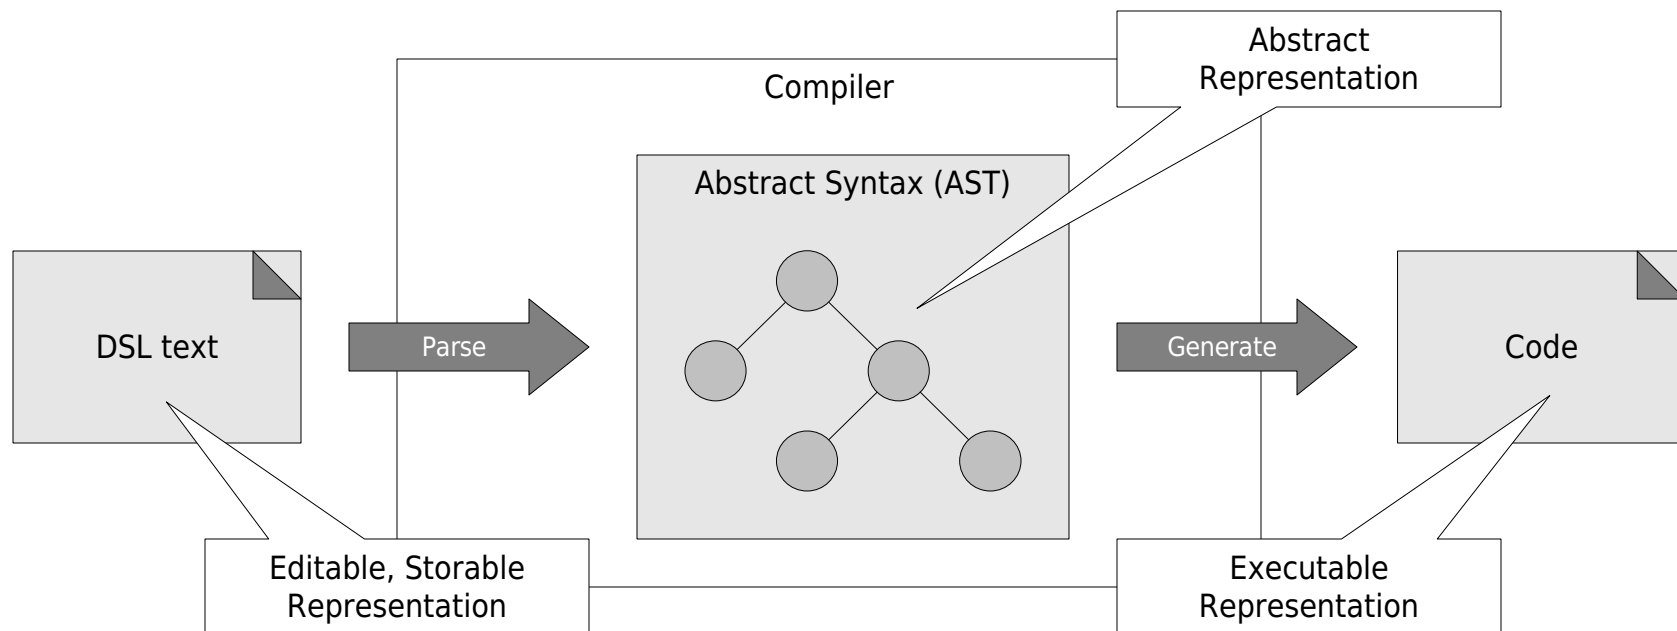 Abstract
Representation
Compiler
Abstract Syntax (AST)
DSL text
Parse
Generate
Code
Editable, Storable
Representation
Executable
Representation